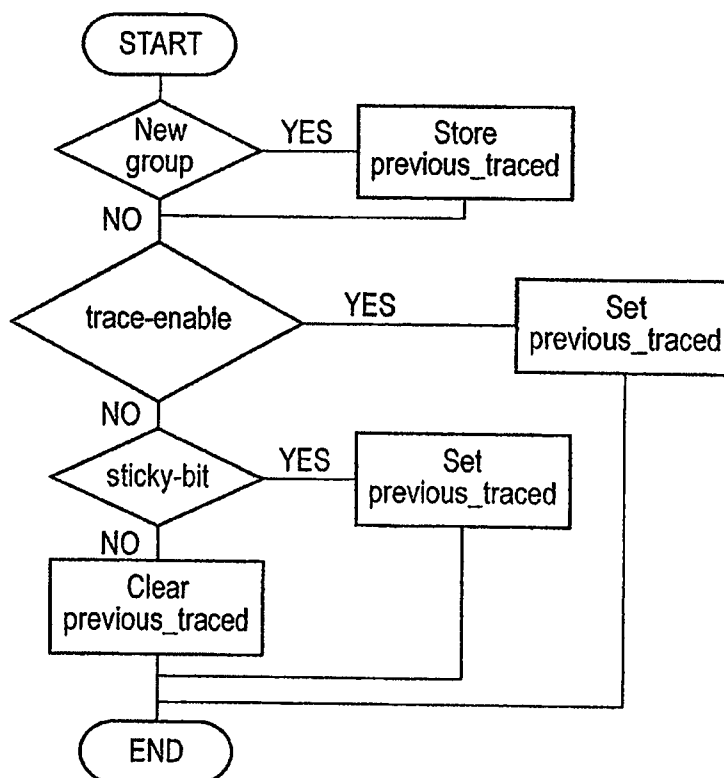 START
New
group
YES
Store
previous_traced
NO
trace-enable
YES
Set
previous_traced
NO
sticky-bit
YES
Set
previous_traced
NO
Clear
previous_traced
END